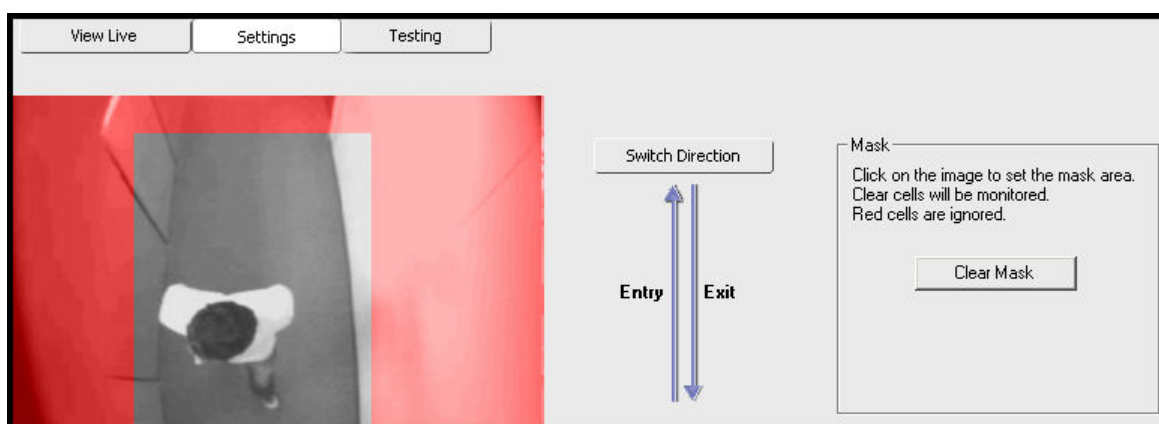 View Live
Settings
Testing
Switch Direction
Entry
Exit
Mask
Click on the image to set the mask area.
Clear cells will be monitored.
Red cells are ignored.
Clear Mask